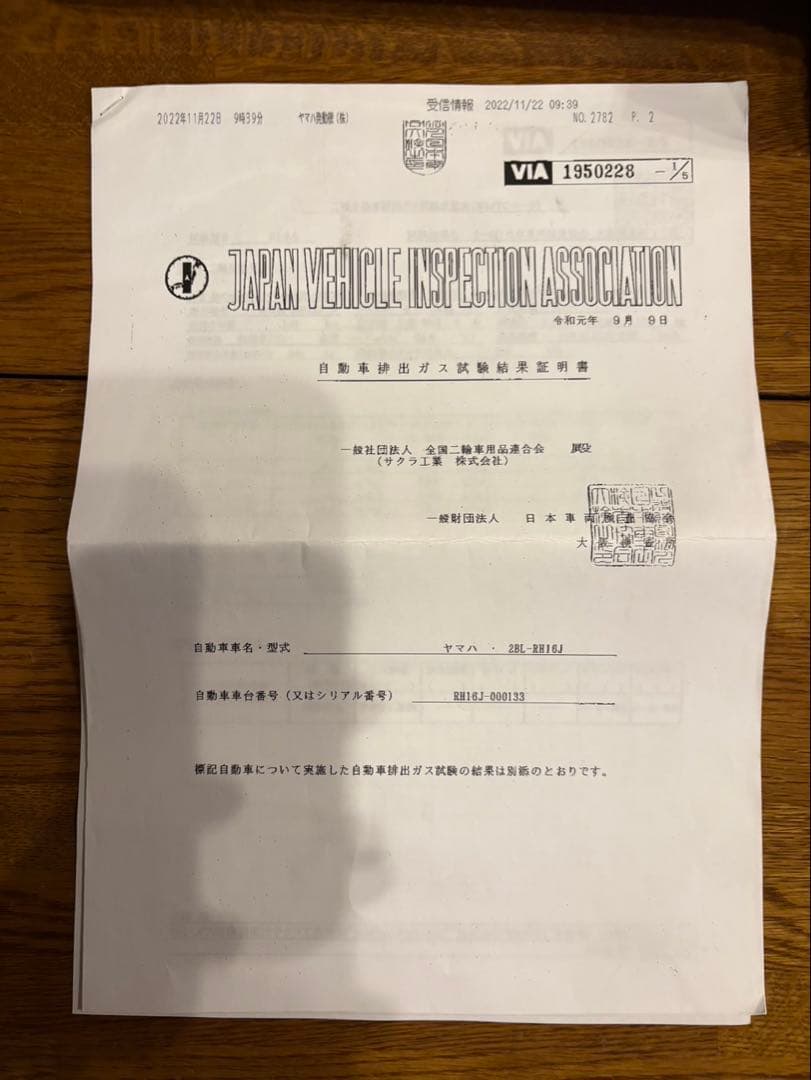 受信情報 2022/11/22 09:39
2022年11月22日 9時39分 ヤマハ発動機(株) NO.2782 P. 2
VIA 1950228 -1/5
JAPAN VEHICLE INSPECTION ASSOCIATION
令和元年 9月 9日
自動車排出ガス試験結果証明書
一般社団法人 全国二輪車用品連合会 殿
(サクラ工業 株式会社)
一般財団法人 日本車両検査協会
大
自動車車名・型式 ヤマハ ・ 2BL-RH16J
自動車車台番号(又はシリアル番号) RH16J-000133
標記自動車について実施した自動車排出ガス試験の結果は別添のとおりです。